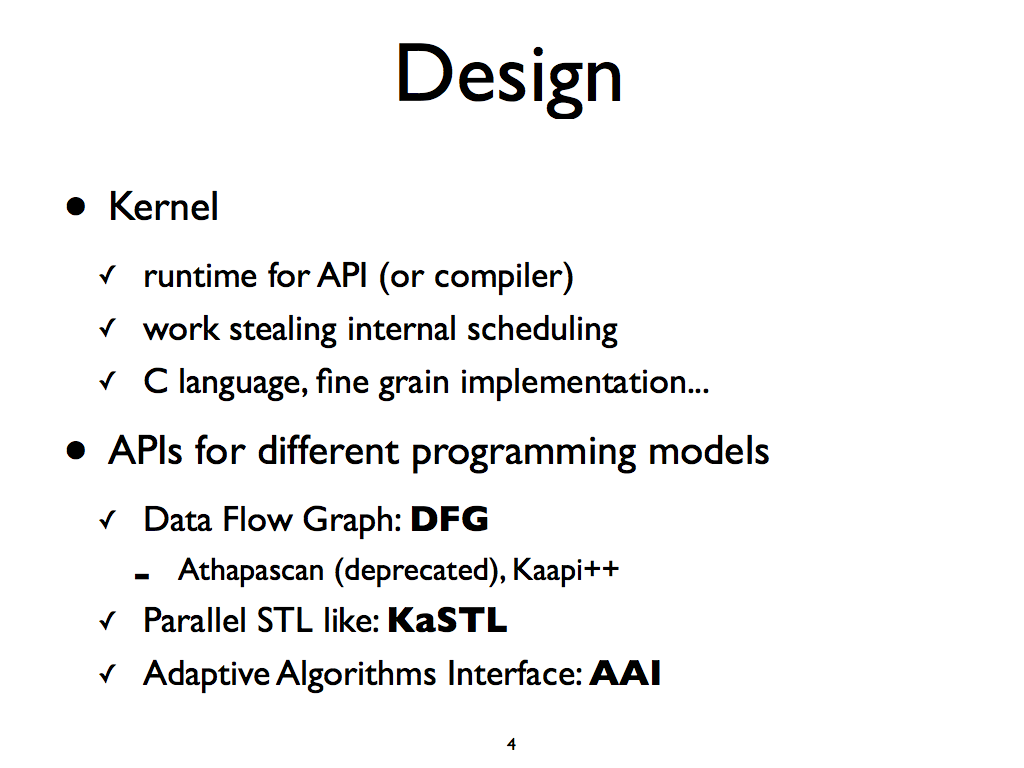 Design
• Kernel
✓ runtime for API (or compiler)
✓ work stealing internal scheduling
✓ C language, fine grain implementation...
• APIs for different programming models
✓ Data Flow Graph: DFG
- Athapascan (deprecated), Kaapi++
✓ Parallel STL like: KaSTL
✓ Adaptive Algorithms Interface: AAI
4